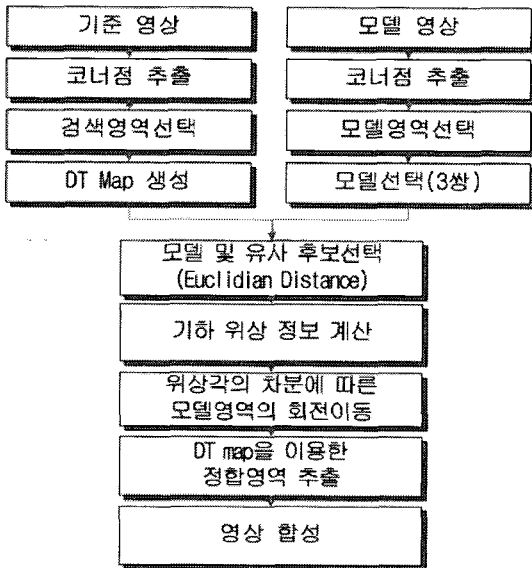 기준 영상
코너점 추출
검색영역선택
DT Map 생성
모델 영상
코너점 추출
모델영역선택
모델선택(3쌍)
모델 및 유사 후보선택
(Euclidian Distance)
기하 위상 정보 계산
위상각의 차분에 따른
모델영역의 회전이동
DT map을 이용한
정합영역 추출
영상 합성